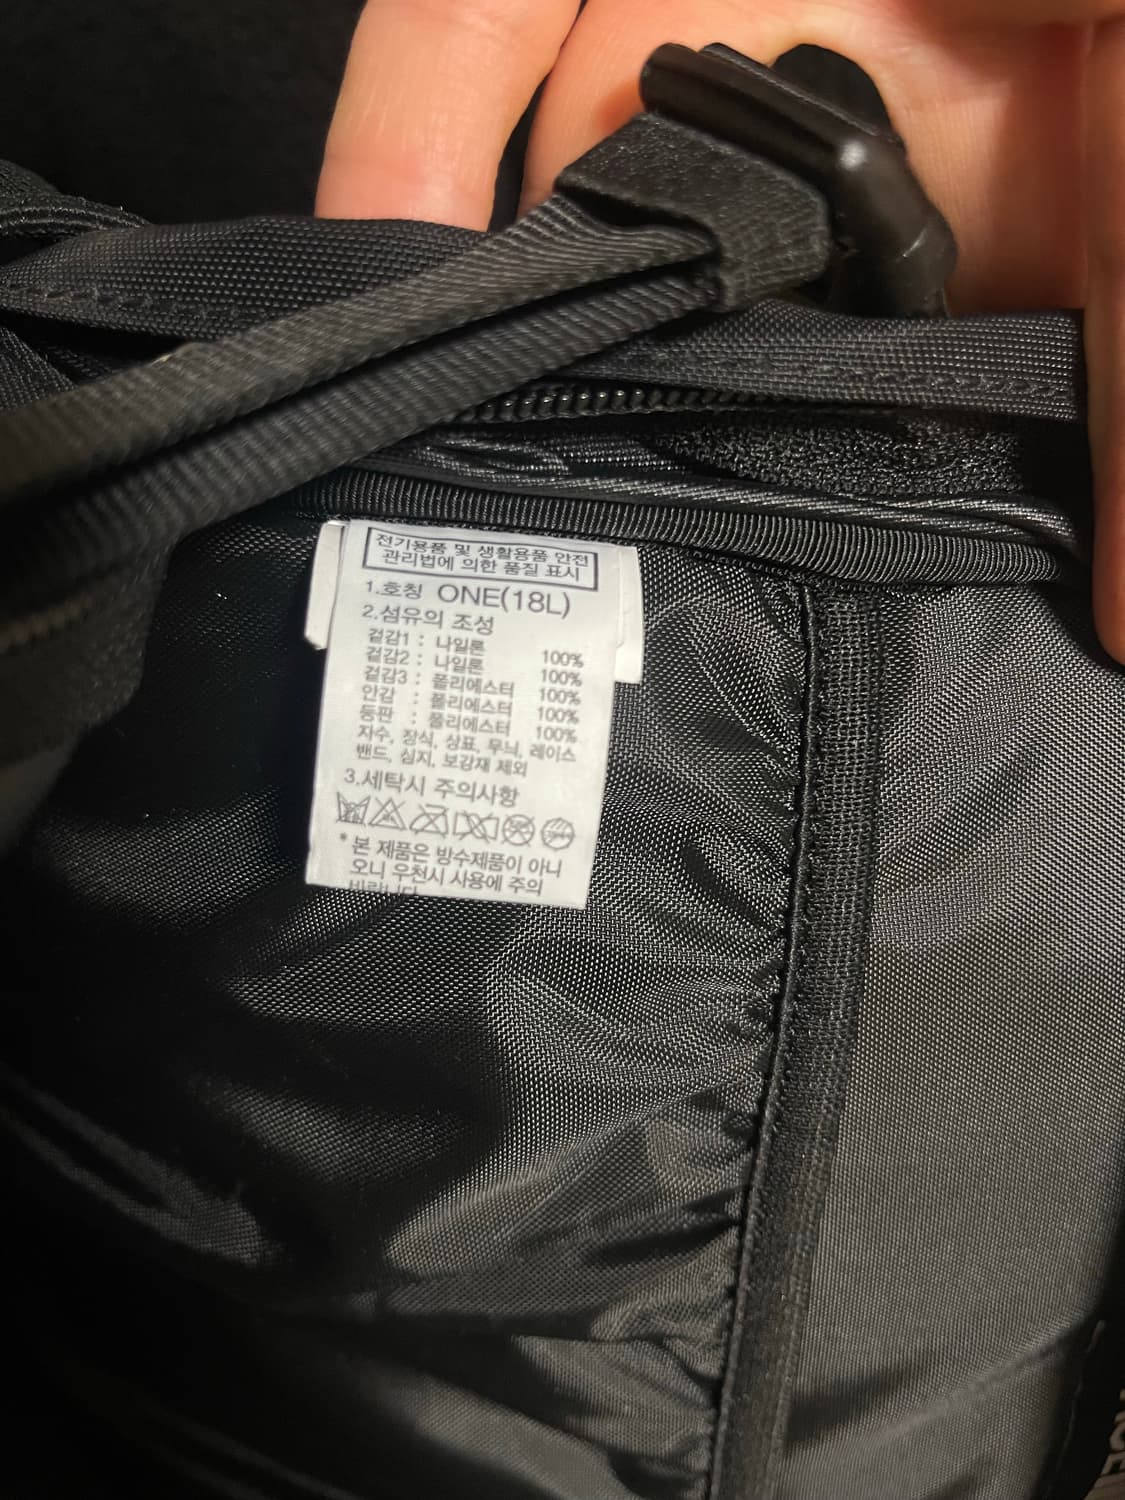 전기용품 및 생활용품 안전
관리법에 의한 품질 표시
1.호칭 ONE(18L)
2.섬유의 조성
겉감1 : 나일론 100%
겉감2 : 나일론 100%
겉감3 : 폴리에스터 100%
안감 : 폴리에스터 100%
등판 : 폴리에스터 100%
자수, 장식, 상표, 무늬, 레이스
밴드, 심지, 보강재 제외
3.세탁시 주의사항
* 본 제품은 방수제품이 아니
오니 우천시 사용에 주의
바랍니다